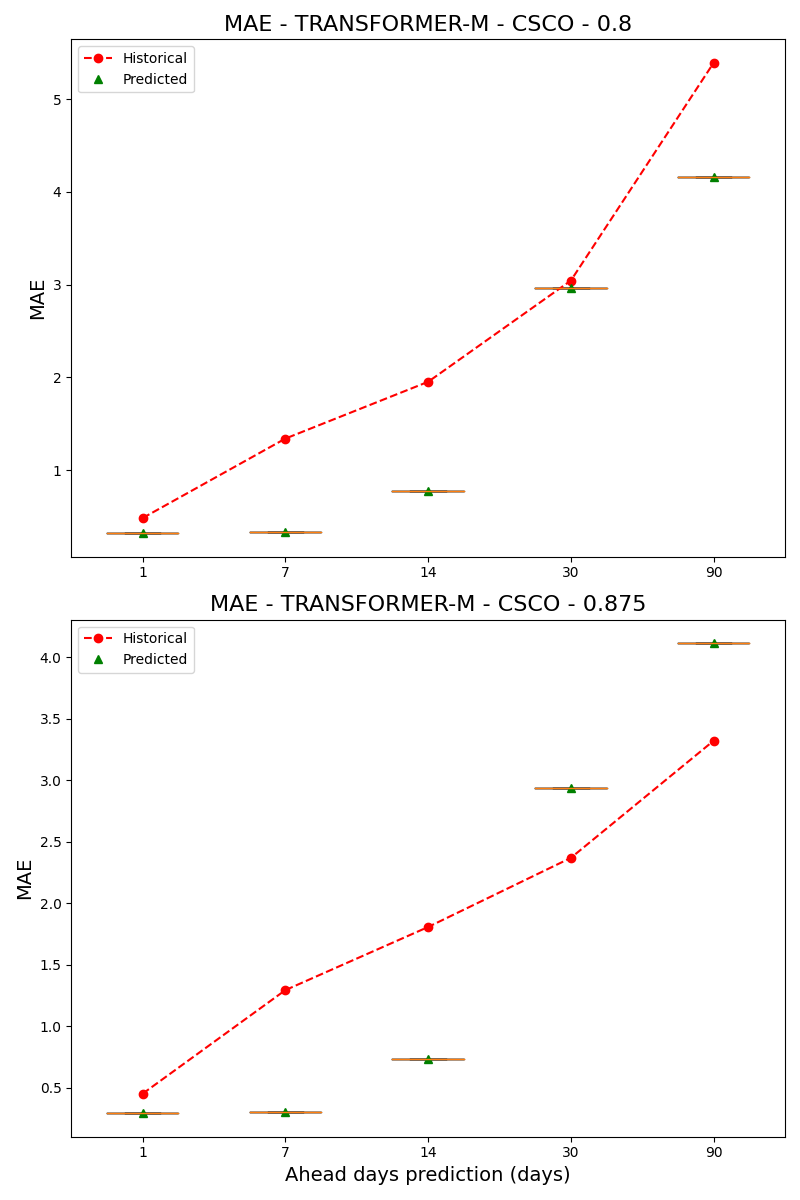 MAE - TRANSFORMER-M - CSCO - 0.8
Historical
Predicted
5
4
3
2
1
MAE
1 7 14 30 90
MAE - TRANSFORMER-M - CSCO - 0.875
Historical
Predicted
4.0
3.5
3.0
2.5
2.0
1.5
1.0
0.5
MAE
1 7 14 30 90
Ahead days prediction (days)